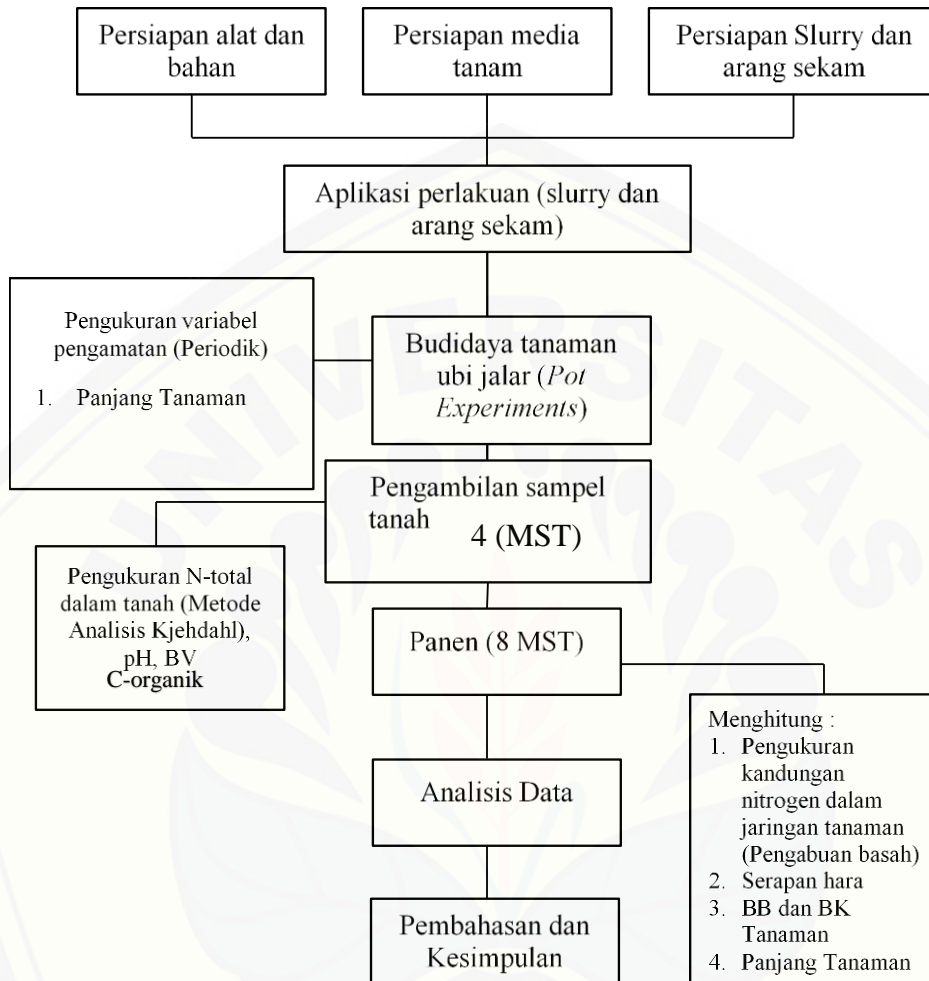 Persiapan alat dan
bahan
Persiapan media
tanam
Persiapan Slurry dan
arang sekam
Aplikasi perlakuan (slurry dan
arang sekam)
Pengukuran variabel
pengamatan (Periodik)
1. Panjang Tanaman
Budidaya tanaman
ubi jalar (Pot
Experiments)
Pengambilan sampel
tanah
4 (MST)
Pengukuran N-total
dalam tanah (Metode
Analisis Kjehdahl),
pH, BV
C-organik
Panen (8 MST)
Menghitung :
1. Pengukuran
kandungan
nitrogen dalam
jaringan tanaman
(Pengabuan basah)
2. Serapan hara
3. BB dan BK
Tanaman
4. Panjang Tanaman
Analisis Data
Pembahasan dan
Kesimpulan
UNIVERSITAS